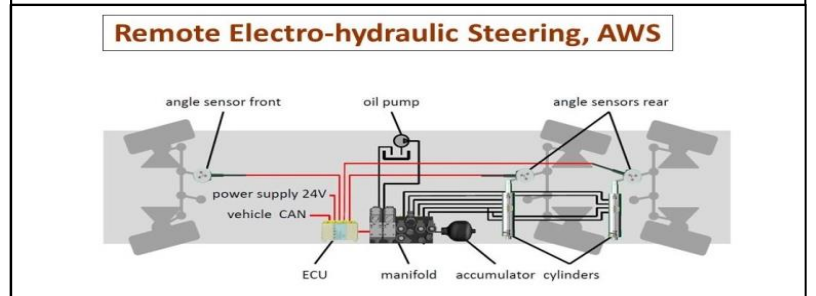 Remote Electro-hydraulic Steering, AWS
angle sensor front
oil pump
angle sensors rear
power supply 24V
vehicle CAN
ECU
manifold
accumulator
cylinders